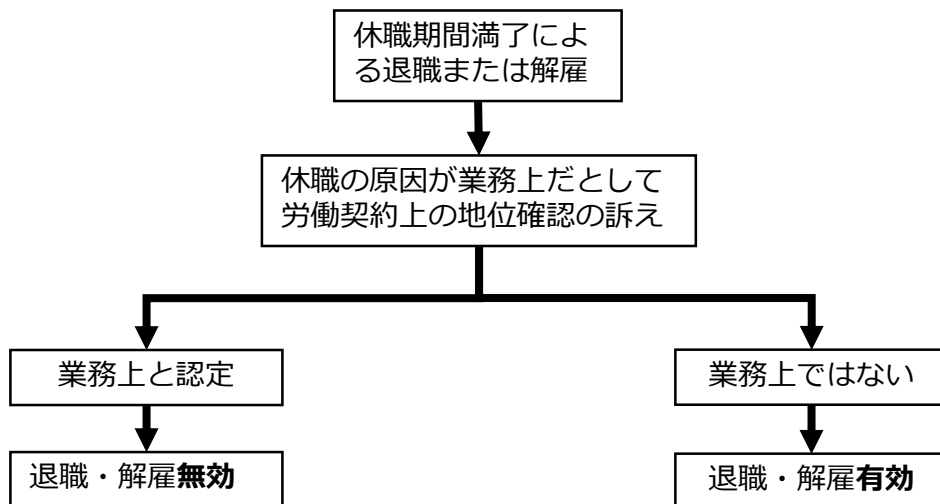 休職期間満了によ
る退職または解雇
休職の原因が業務上だとして
労働契約上の地位確認の訴え
業務上と認定
業務上ではない
退職・解雇無効
退職・解雇有効